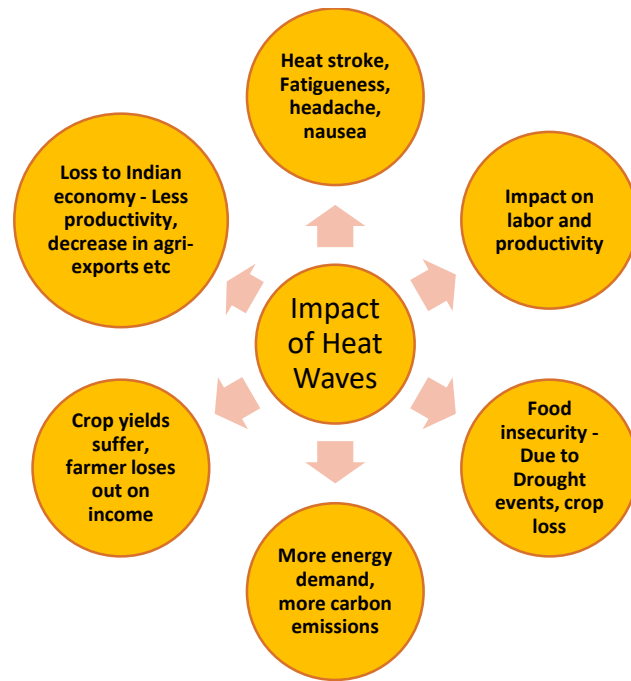 Heat stroke,
Fatigueness,
headache,
nausea
Loss to Indian
economy - Less
productivity,
decrease in agri-
exports etc
Impact on
labor and
productivity
Impact
of Heat
Waves
Crop yields
suffer,
farmer loses
out on
income
Food
insecurity -
Due to
Drought
events, crop
loss
More energy
demand,
more carbon
emissions